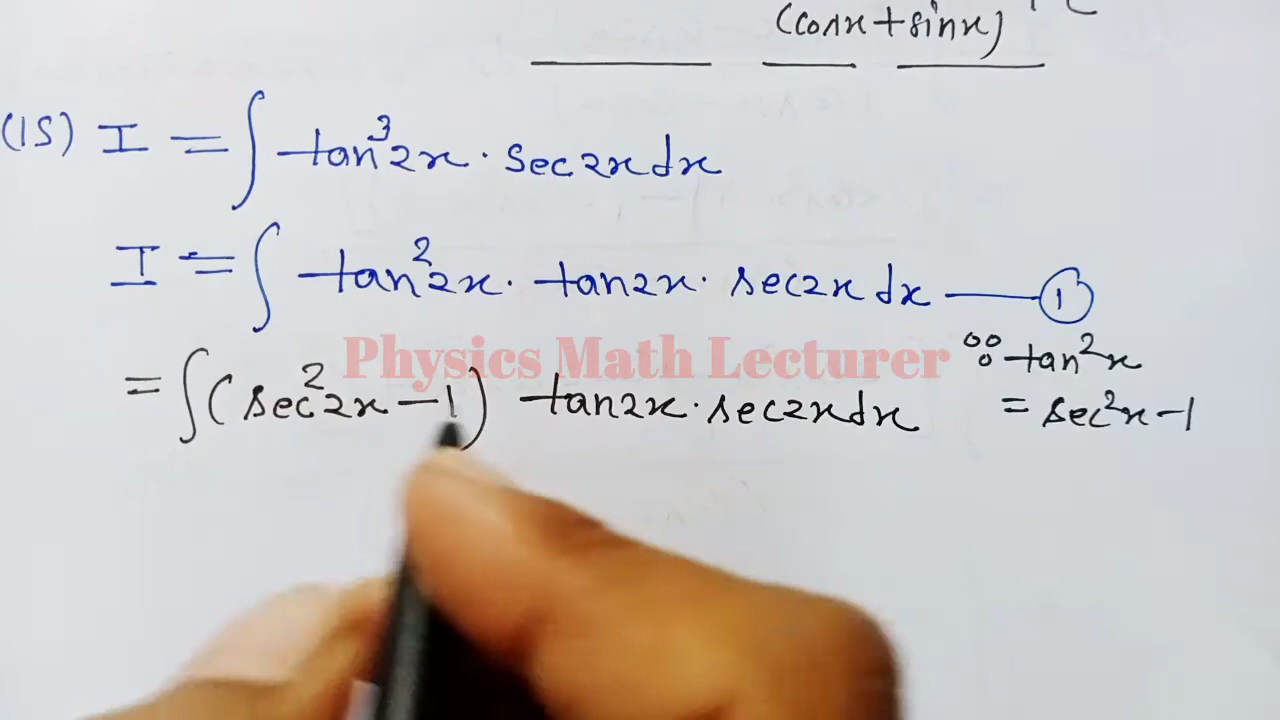 (cosx+sinx) + C
(15) I = ∫ tan³2x · sec2x dx
I = ∫ tan²2x · tan2x · sec2x dx — ①
Physics Math Lecturer
∵ tan²x
= ∫(sec²2x − 1) tan2x · sec2x dx
= sec²x − 1